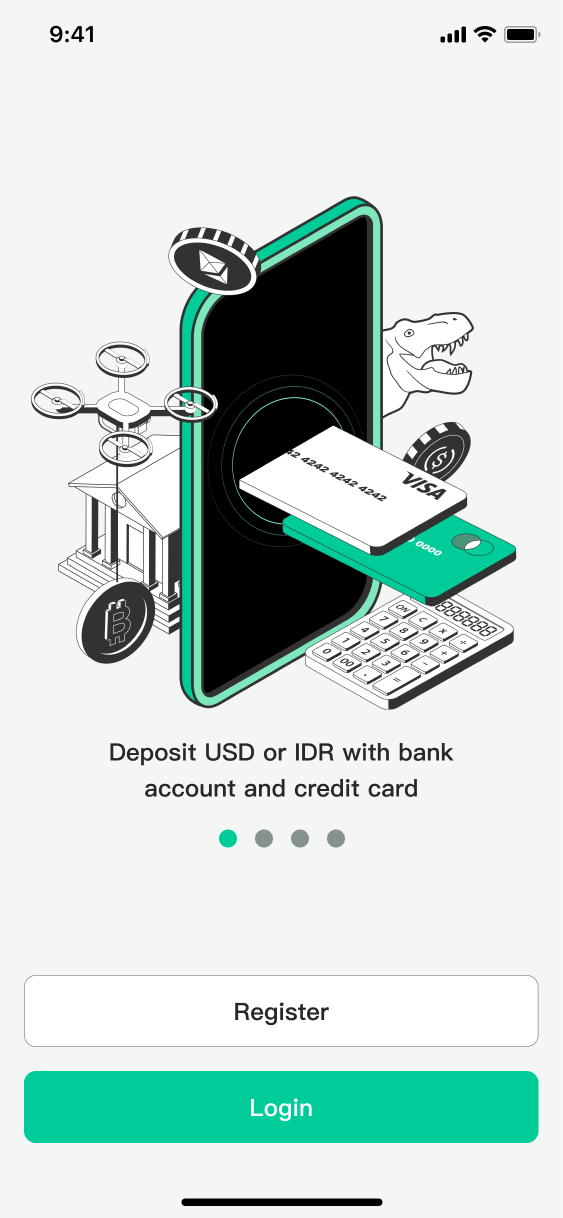 9:41
42 4242 4242 4242
VISA
0000
888888
ON C X ÷
7 8 9 +
4 5 6 −
1 2 3 =
0 00 .
Deposit USD or IDR with bank
account and credit card
Register
Login